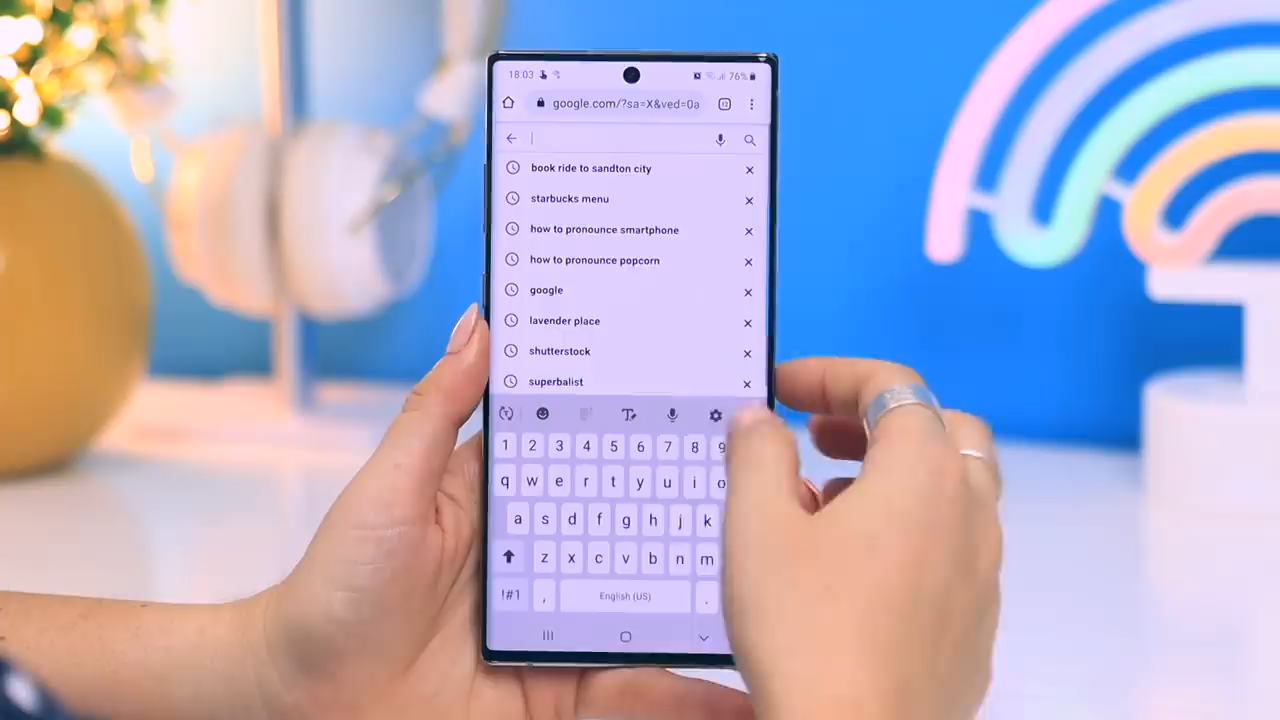 18:03 76%
google.com/?sa=X&ved=0a
book ride to sandton city
starbucks menu
how to pronounce smartphone
how to pronounce popcorn
google
lavender place
shutterstock
superbalist
1 2 3 4 5 6 7 8 9
q w e r t y u i o
a s d f g h j k
z x c v b n m
!#1 , English (US) .